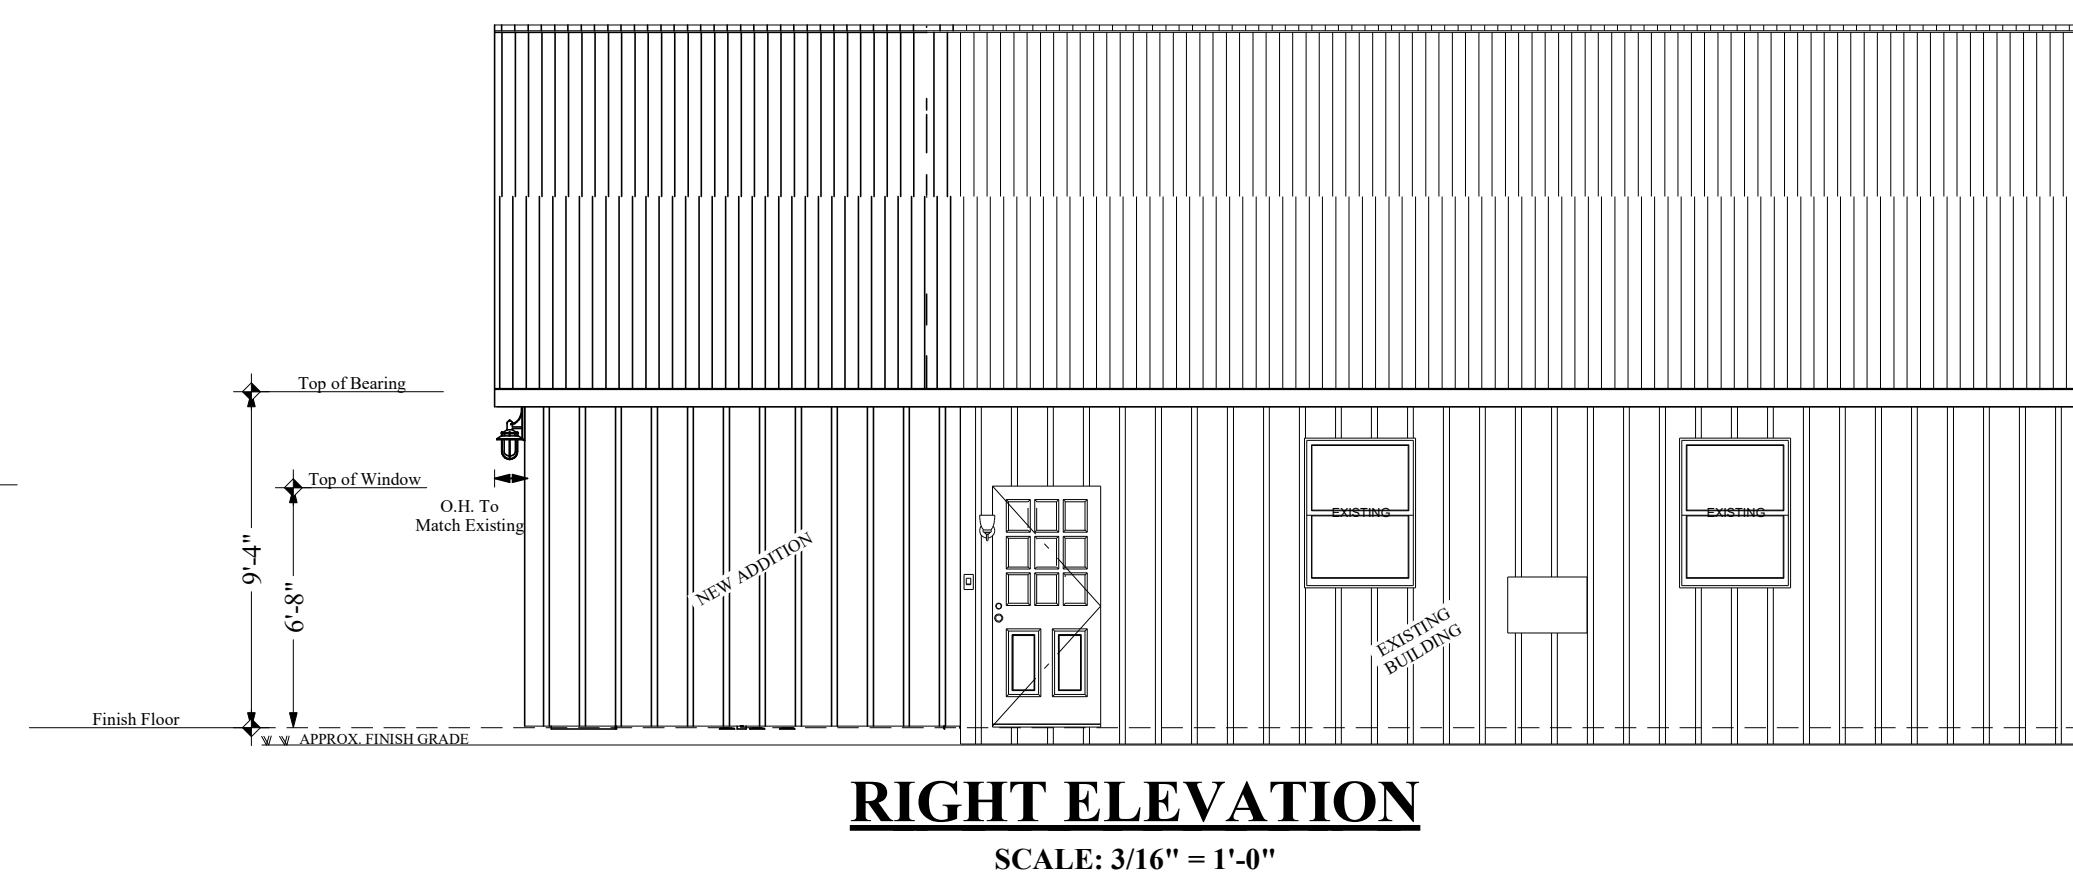 Top of Bearing
Top of Window
O.H. To
Match Existing
9'-4"
6'-8"
NEW ADDITION
EXISTING
EXISTING
EXISTING
BUILDING
Finish Floor
APPROX. FINISH GRADE
RIGHT ELEVATION
SCALE: 3/16" = 1'-0"